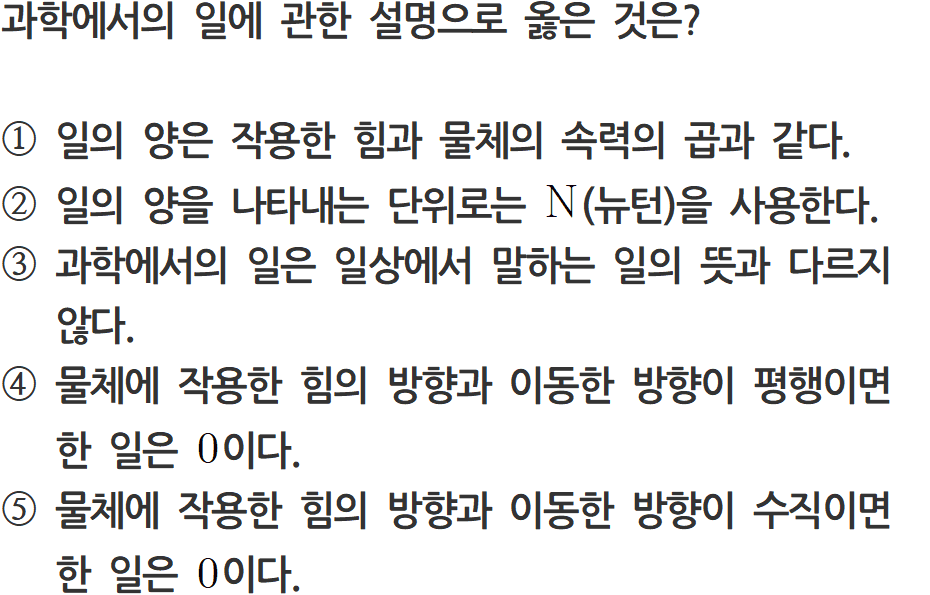 과학에서의 일에 관한 설명으로 옳은 것은?
① 일의 양은 작용한 힘과 물체의 속력의 곱과 같다.
② 일의 양을 나타내는 단위로는 N(뉴턴)을 사용한다.
③ 과학에서의 일은 일상에서 말하는 일의 뜻과 다르지
않다.
④ 물체에 작용한 힘의 방향과 이동한 방향이 평행이면
한 일은 0이다.
⑤ 물체에 작용한 힘의 방향과 이동한 방향이 수직이면
한 일은 0이다.